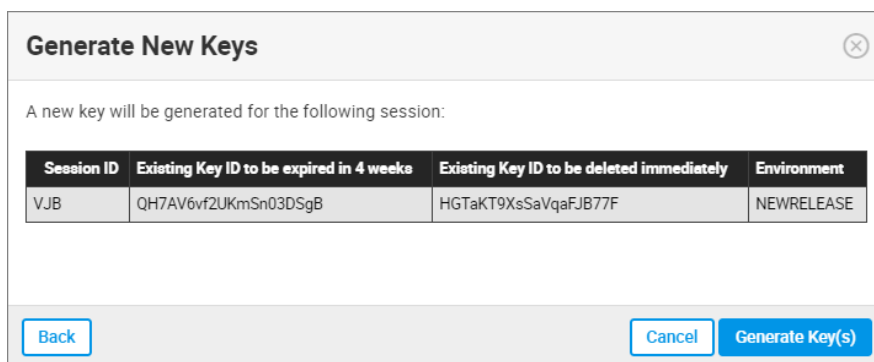 Generate New Keys
A new key will be generated for the following session:
Session ID Existing Key ID to be expired in 4 weeks Existing Key ID to be deleted immediately Environment
VJB QH7AV6vf2UKmSn03DSgB HGTaKT9XsSaVqaFJB77F NEWRELEASE
Back Cancel Generate Key(s)